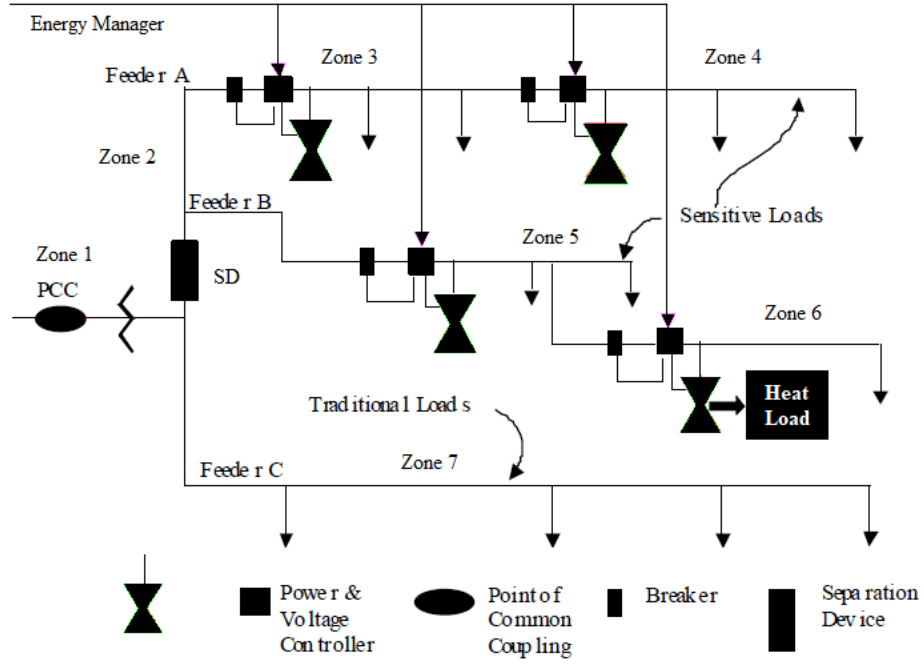 Energy Manager
Zone 3
Zone 4
Feeder A
Zone 2
Feeder B
Sensitive Loads
Zone 5
Zone 1
SD
PCC
Zone 6
Heat
Load
Traditional Loads
Zone 7
Feeder C
Power &
Voltage
Controller
Point of
Common
Coupling
Breaker
Separation
Device